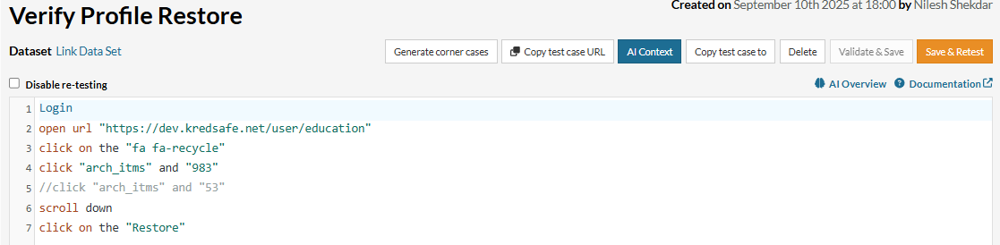 Created on September 10th 2025 at 18:00 by Nilesh Shekdar
Verify Profile Restore
Dataset Link Data Set
Generate corner cases
Copy test case URL
AI Context
Copy test case to
Delete
Validate & Save
Save & Retest
Disable re-testing
AI Overview
Documentation
1 Login
2 open url "https://dev.kredsafe.net/user/education"
3 click on the "fa fa-recycle"
4 click "arch_itms" and "983"
5 //click "arch_itms" and "53"
6 scroll down
7 click on the "Restore"